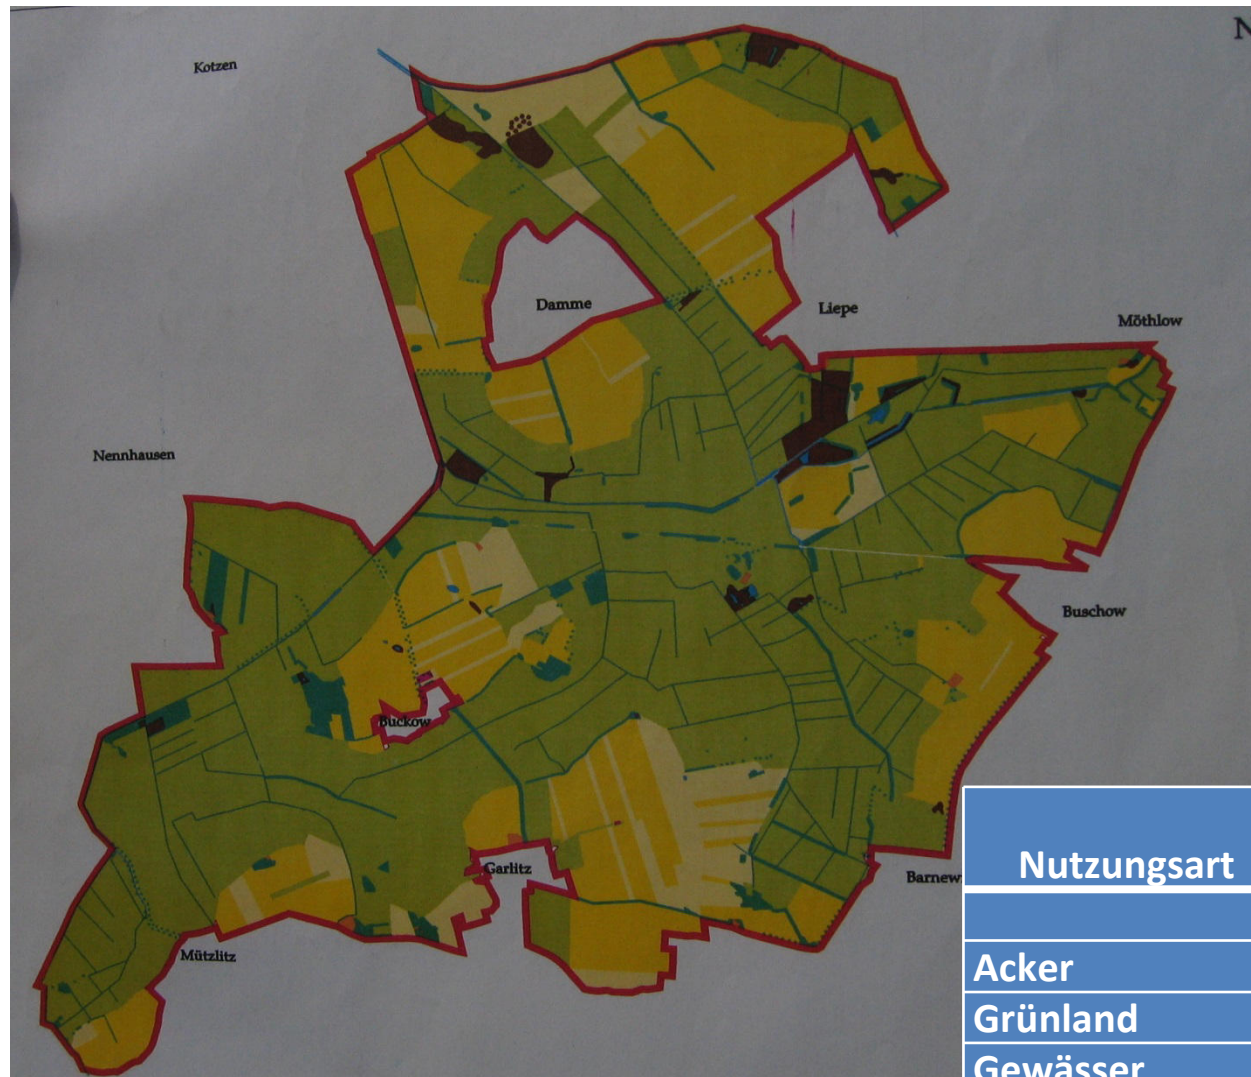 N
Kotzen
Damme
Liepe
Möthlow
Nennhausen
Buschow
Buckow
Garlitz
Barnew
Mützlitz
Nutzungsart
Acker
Grünland
Gewässer